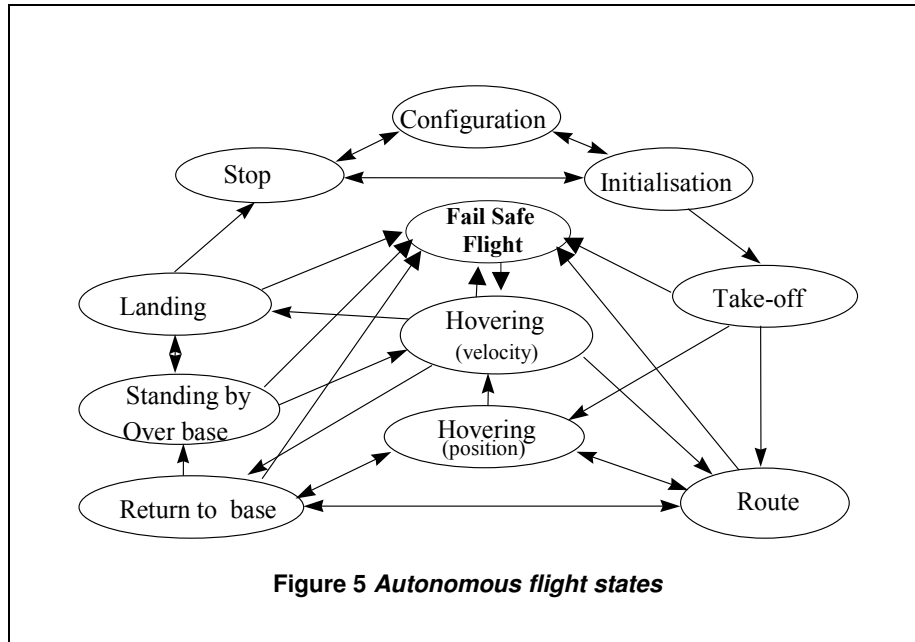 Configuration
Stop
Initialisation
Fail Safe
Flight
Landing
Hovering
(velocity)
Take-off
Standing by
Over base
Hovering
(position)
Return to base
Route
Figure 5 Autonomous flight states